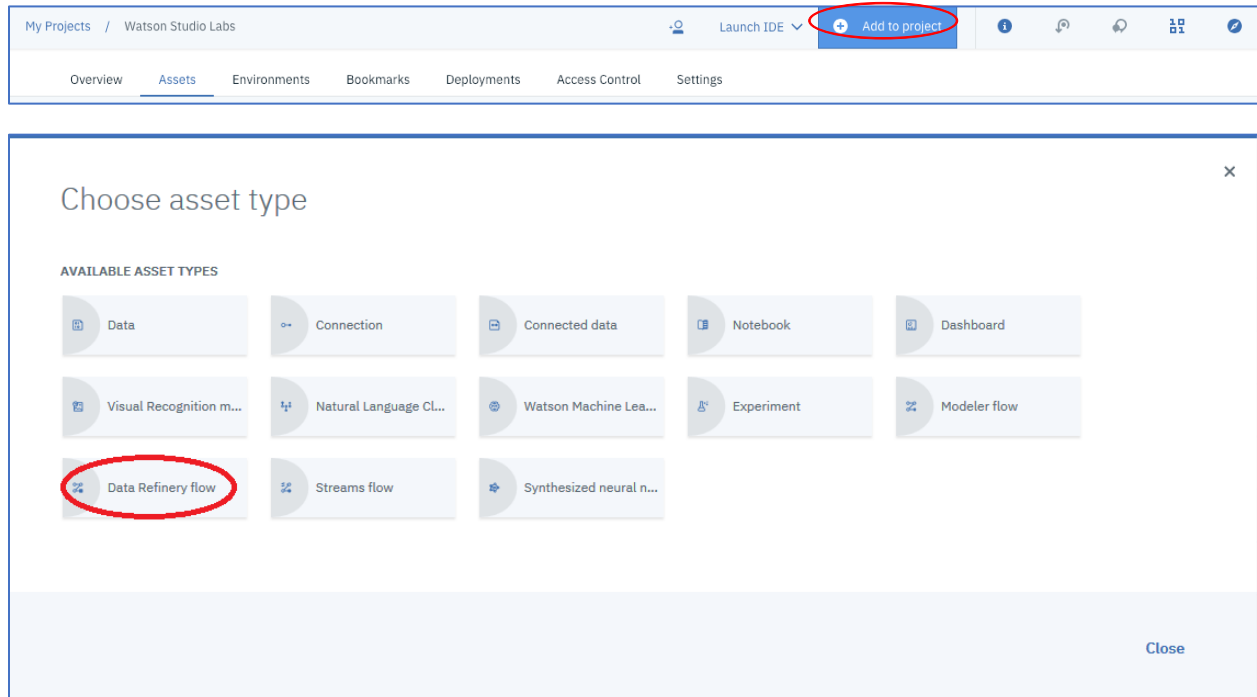 My Projects / Watson Studio Labs Launch IDE Add to project
Overview Assets Environments Bookmarks Deployments Access Control Settings
Choose asset type
AVAILABLE ASSET TYPES
Data Connection Connected data Notebook Dashboard
Visual Recognition m... Natural Language Cl... Watson Machine Lea... Experiment Modeler flow
Data Refinery flow Streams flow Synthesized neural n...
Close